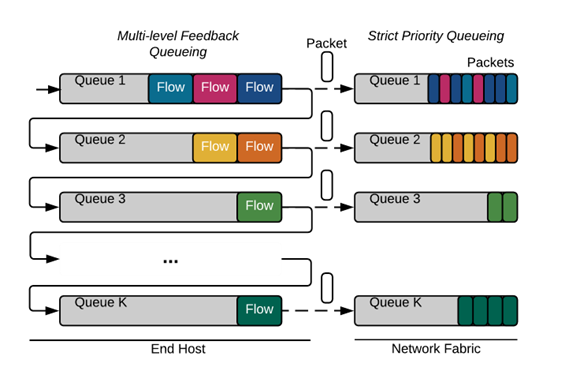 Multi-level Feedback
Queueing
Packet
Strict Priority Queueing
Packets
Queue 1
Flow
Flow
Flow
Queue 1
Queue 2
Flow
Flow
Queue 2
Queue 3
Flow
Queue 3
...
Queue K
Flow
Queue K
End Host
Network Fabric